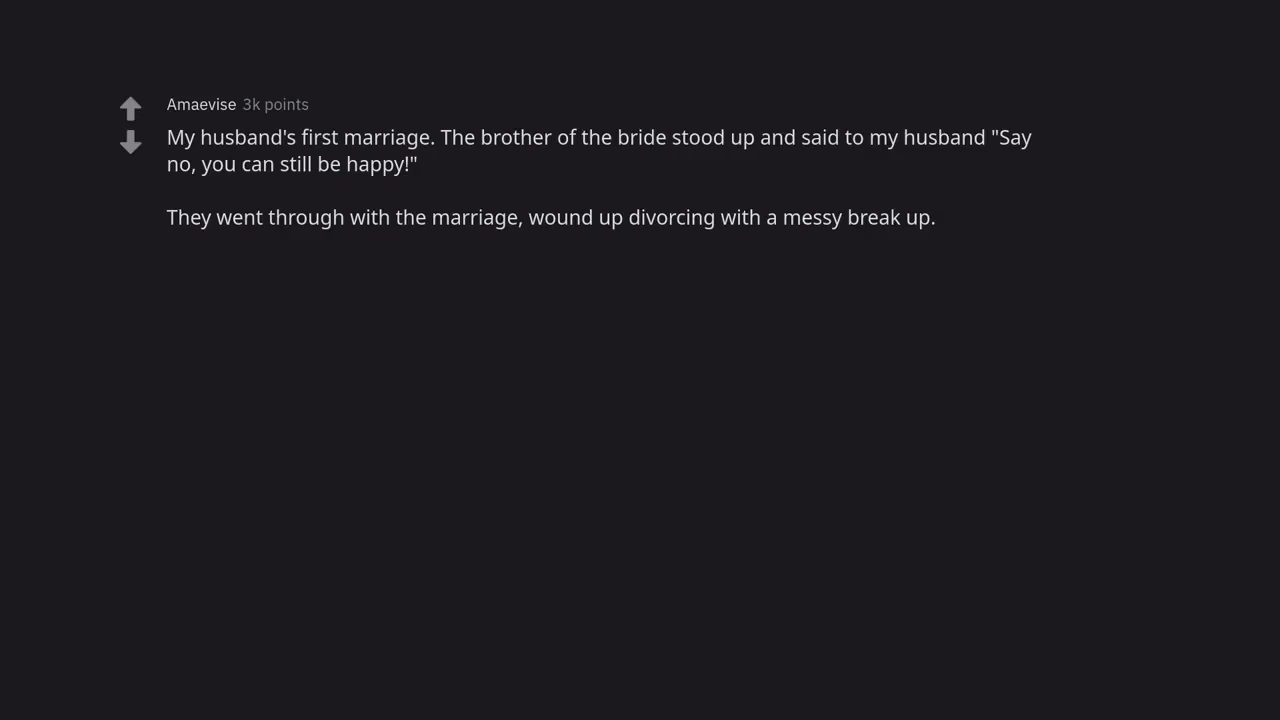 Amaevise 3k points
My husband's first marriage. The brother of the bride stood up and said to my husband "Say
no, you can still be happy!"
They went through with the marriage, wound up divorcing with a messy break up.